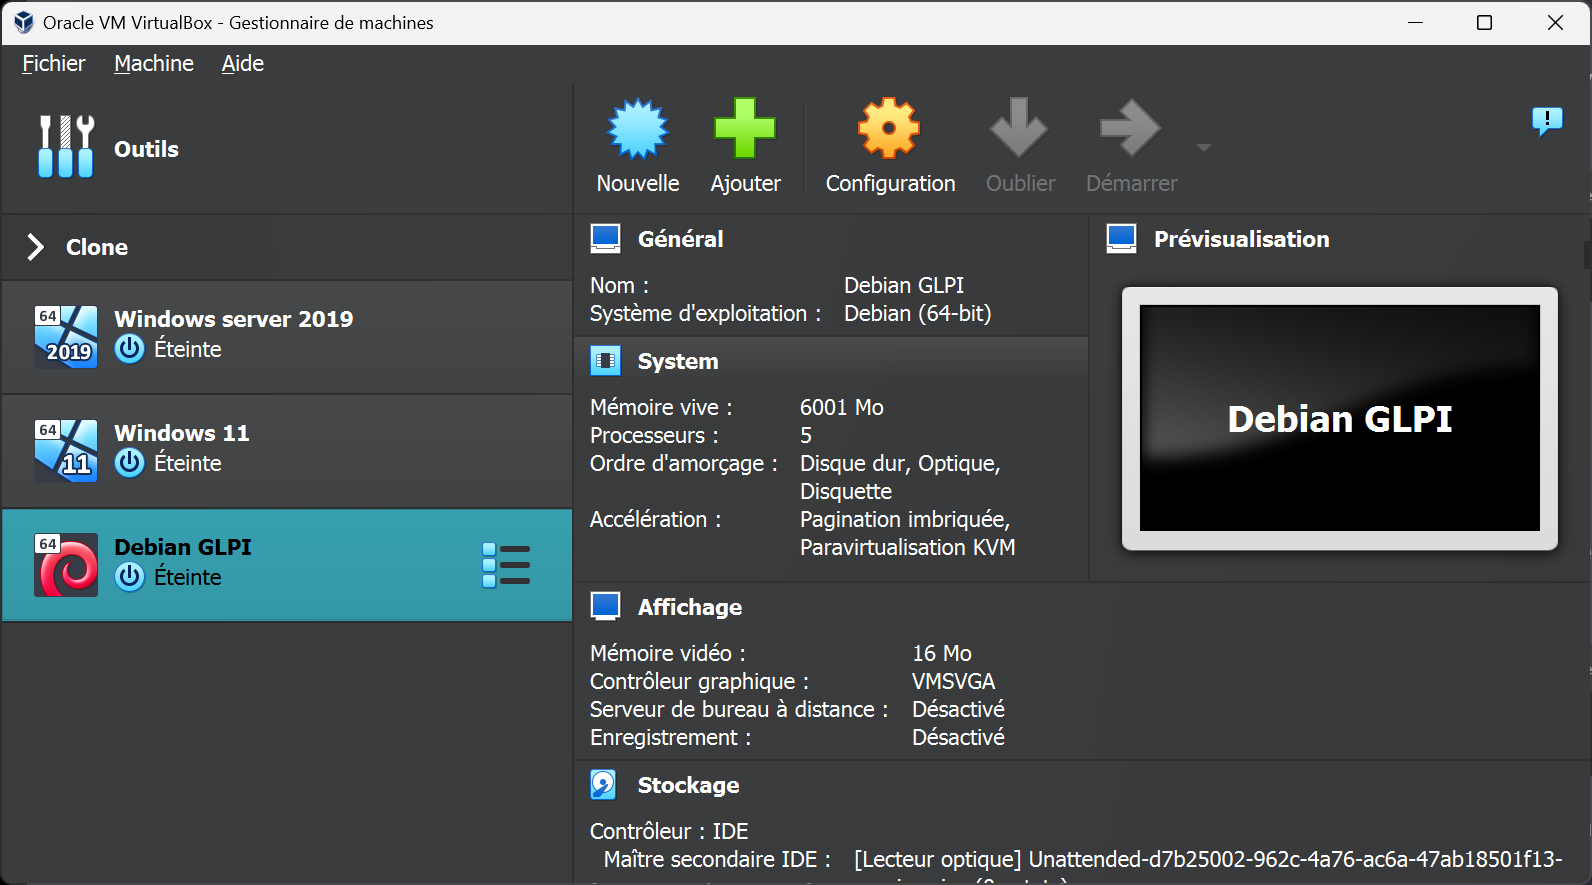 Oracle VM VirtualBox - Gestionnaire de machines
Fichier Machine Aide
Outils
Nouvelle Ajouter Configuration Oublier Démarrer
Clone
64
2019
Windows server 2019
Éteinte
64
11
Windows 11
Éteinte
64
Debian GLPI
Éteinte
Général
Nom : Debian GLPI
Système d'exploitation : Debian (64-bit)
System
Mémoire vive : 6001 Mo
Processeurs : 5
Ordre d'amorçage : Disque dur, Optique,
Disquette
Accélération : Pagination imbriquée,
Paravirtualisation KVM
Prévisualisation
Debian GLPI
Affichage
Mémoire vidéo : 16 Mo
Contrôleur graphique : VMSVGA
Serveur de bureau à distance : Désactivé
Enregistrement : Désactivé
Stockage
Contrôleur : IDE
Maître secondaire IDE : [Lecteur optique] Unattended-d7b25002-962c-4a76-ac6a-47ab18501f13-